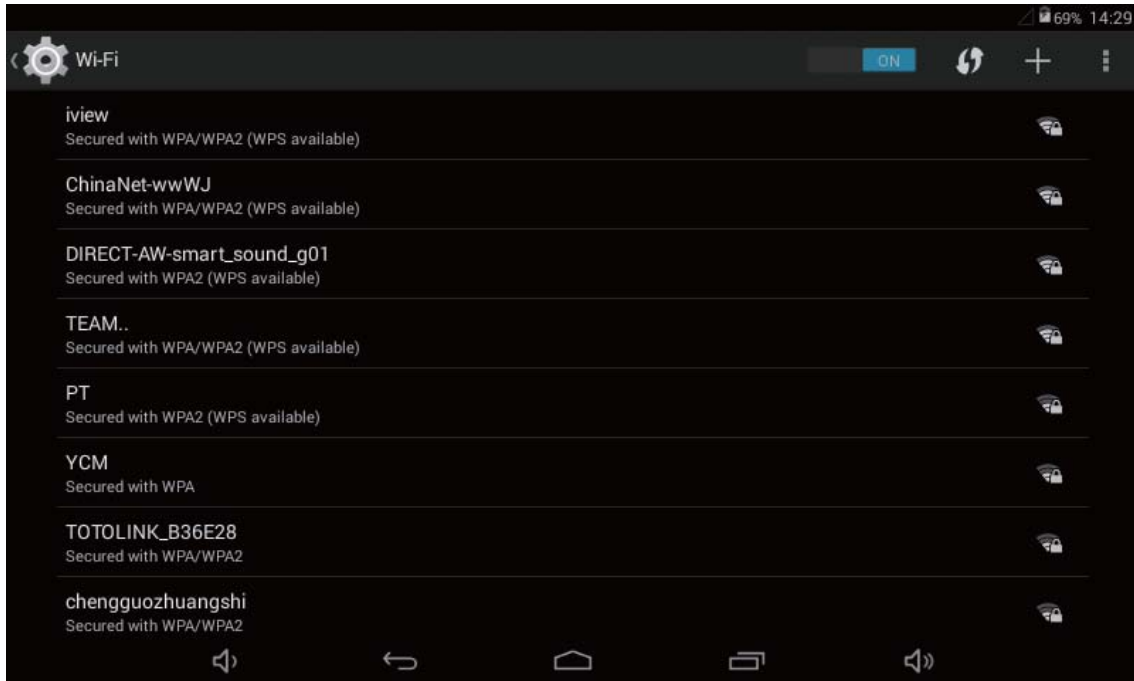 69% 14:29
Wi-Fi
ON
iview
Secured with WPA/WPA2 (WPS available)
ChinaNet-wwWJ
Secured with WPA/WPA2 (WPS available)
DIRECT-AW-smart_sound_g01
Secured with WPA2 (WPS available)
TEAM..
Secured with WPA/WPA2 (WPS available)
PT
Secured with WPA2 (WPS available)
YCM
Secured with WPA
TOTOLINK_B36E28
Secured with WPA/WPA2
chengguozhuangshi
Secured with WPA/WPA2